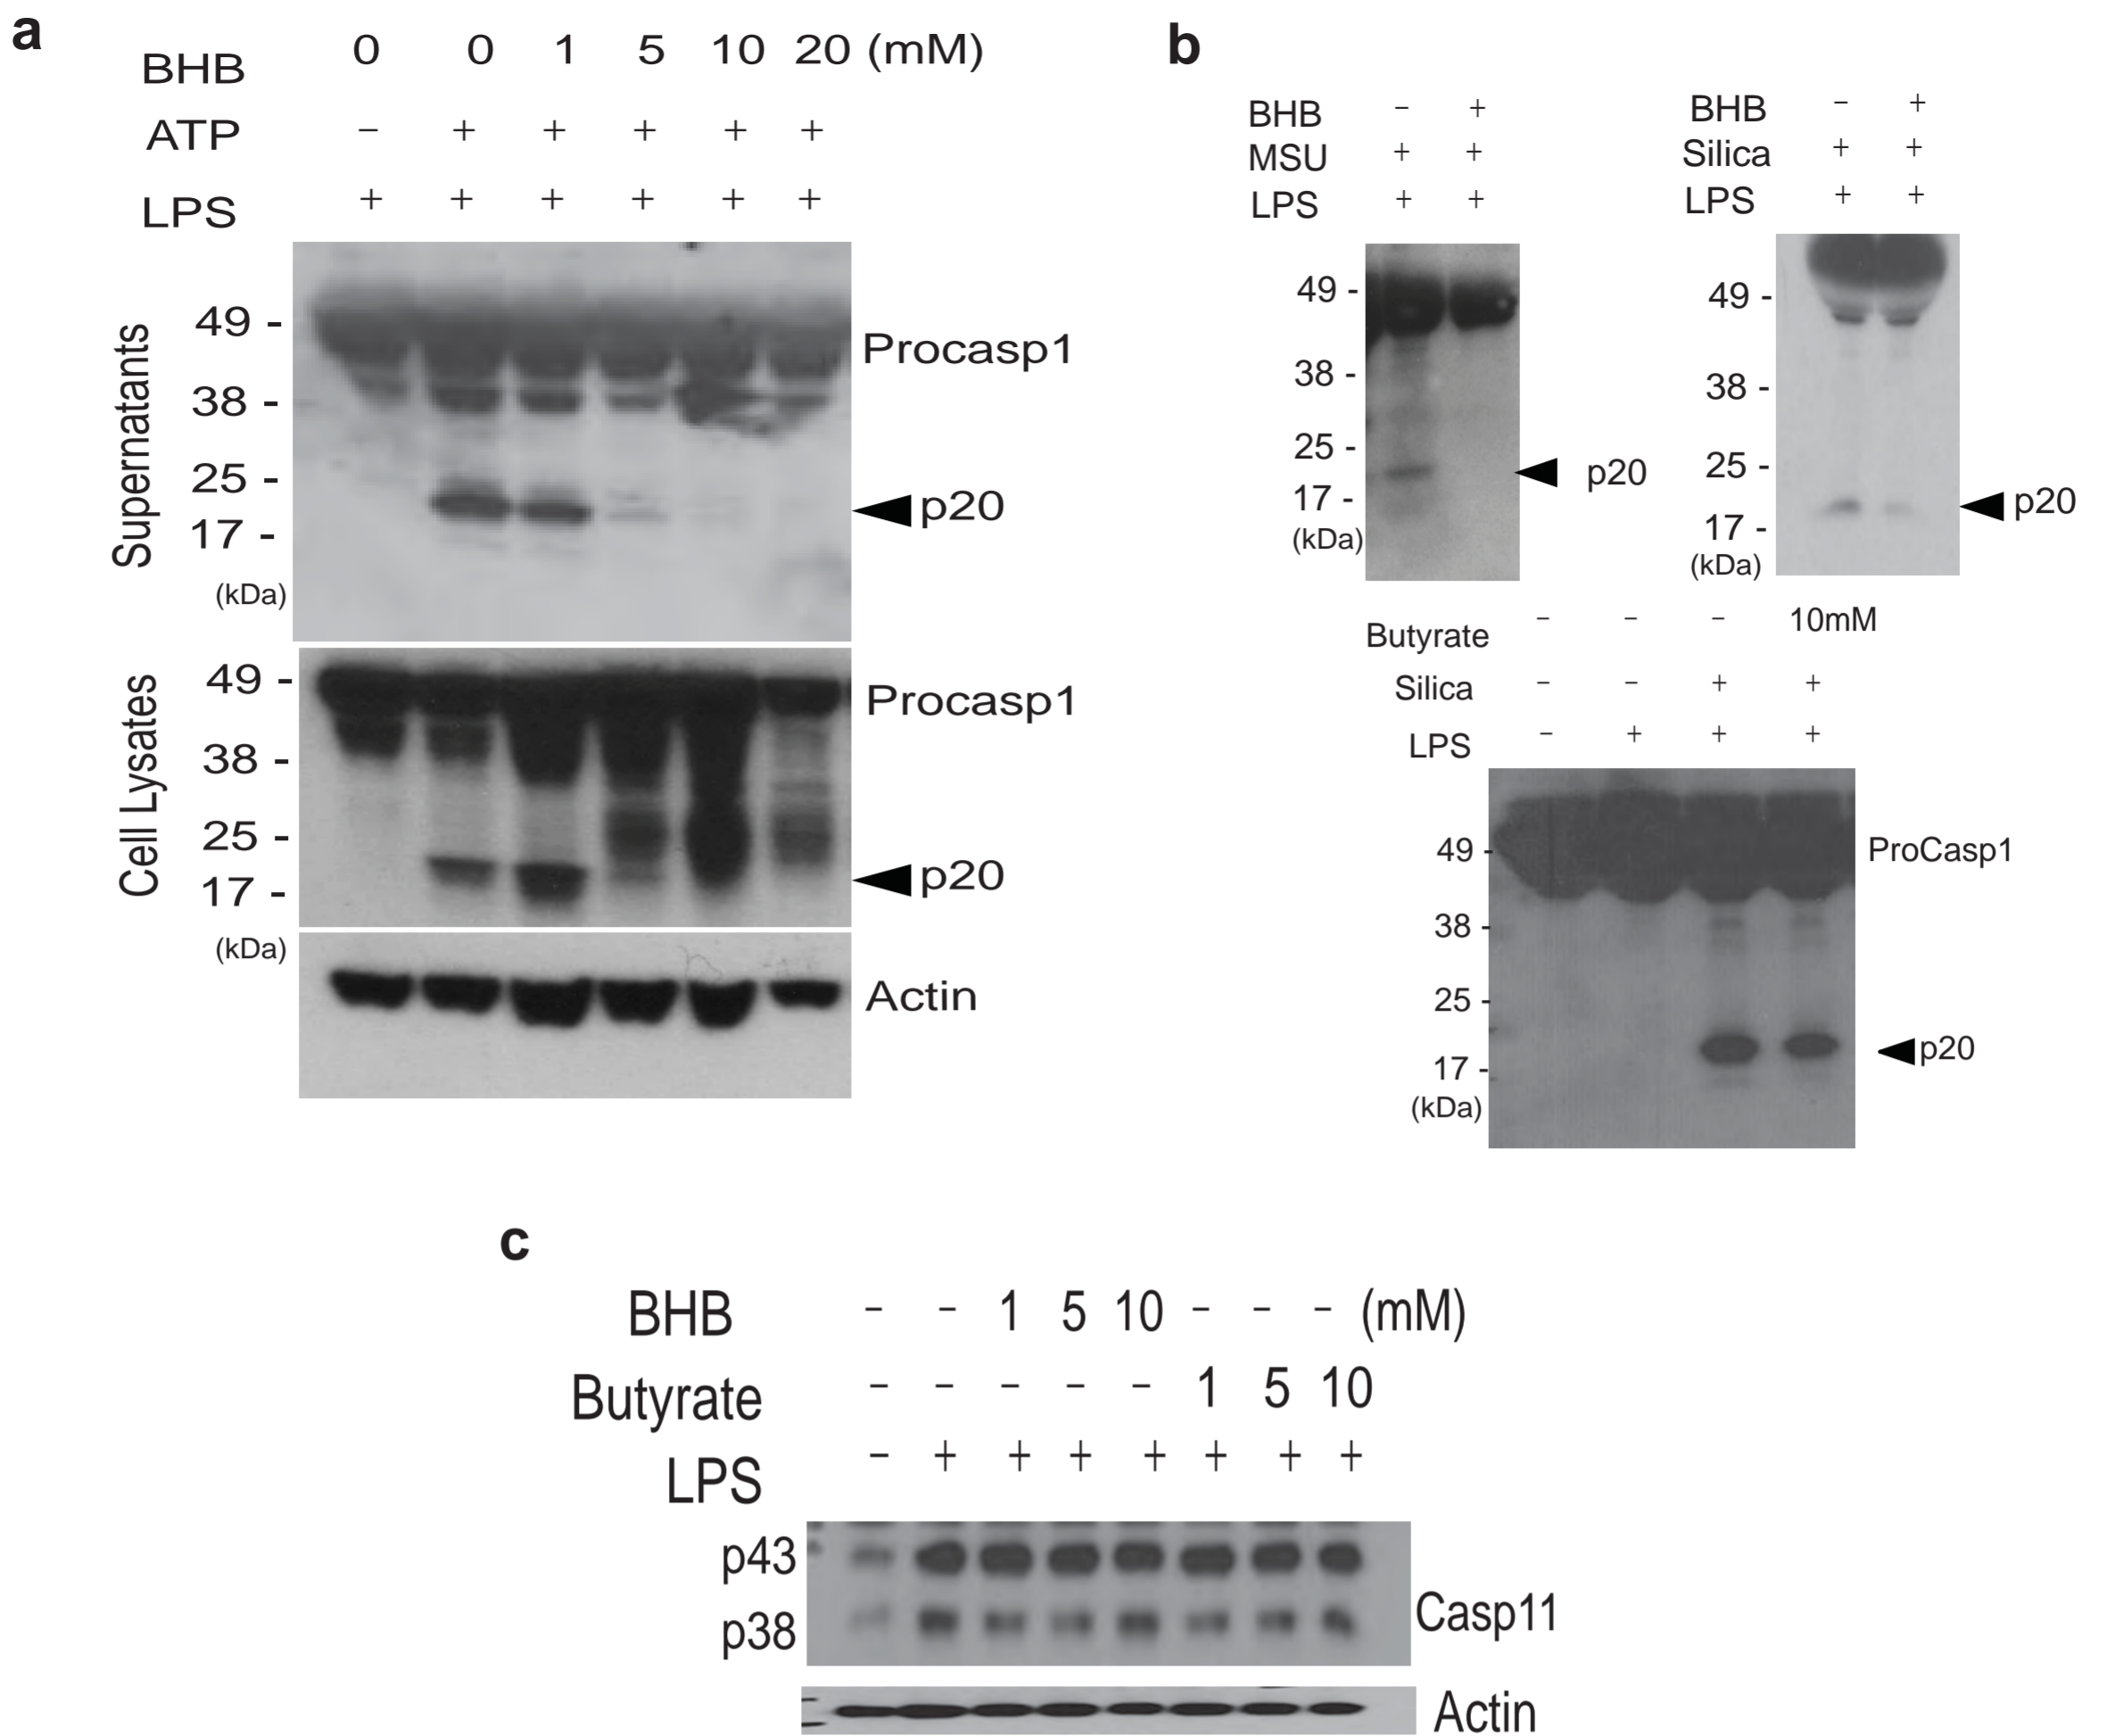 a
BHB 0 0 1 5 10 20 (mM)
ATP − + + + + +
LPS + + + + + +
Supernatants
49 -
38 -
25 -
17 -
(kDa)
Procasp1
p20
Cell Lysates
49 -
38 -
25 -
17 -
(kDa)
Procasp1
p20
Actin
b
BHB − +
MSU + +
LPS + +
49 -
38 -
25 -
17 -
(kDa)
p20
BHB − +
Silica + +
LPS + +
49 -
38 -
25 -
17 -
(kDa)
p20
Butyrate − − − 10mM
Silica − − + +
LPS − + + +
49 -
38 -
25 -
17 -
(kDa)
ProCasp1
p20
c
BHB − − 1 5 10 − − − (mM)
Butyrate − − − − − 1 5 10
LPS − + + + + + + +
p43
p38
Casp11
Actin